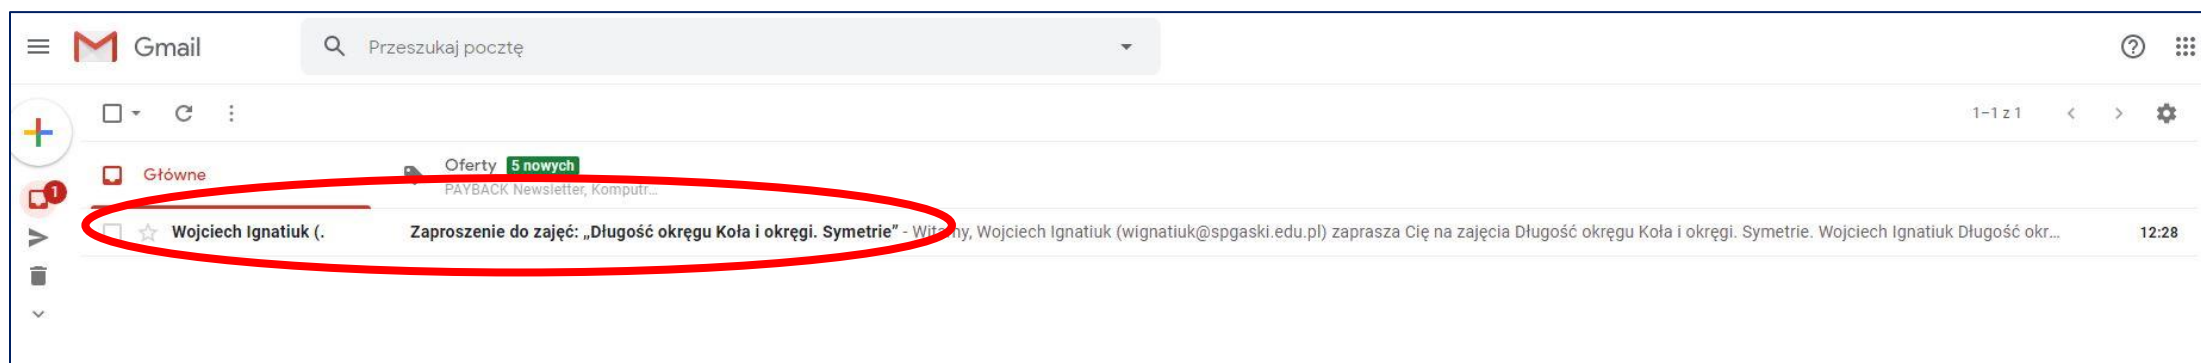 Gmail
Przeszukaj pocztę
1–1 z 1
1
Główne
Oferty 5 nowych
PAYBACK Newsletter, Komputr...
Wojciech Ignatiuk (. Zaproszenie do zajęć: „Długość okręgu Koła i okręgi. Symetrie” - Witamy, Wojciech Ignatiuk (wignatiuk@spgaski.edu.pl) zaprasza Cię na zajęcia Długość okręgu Koła i okręgi. Symetrie. Wojciech Ignatiuk Długość okr... 12:28